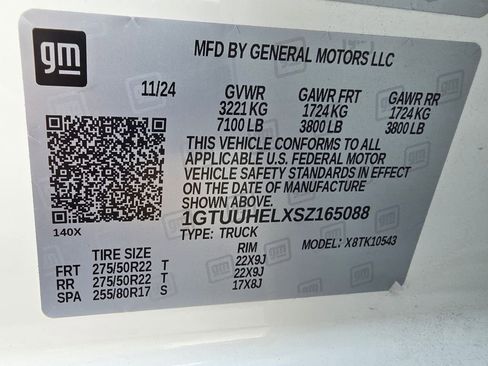 gm
MFD BY GENERAL MOTORS LLC
11/24 GVWR GAWR FRT GAWR RR
3221 KG 1724 KG 1724 KG
7100 LB 3800 LB 3800 LB
THIS VEHICLE CONFORMS TO ALL
APPLICABLE U.S. FEDERAL MOTOR
VEHICLE SAFETY STANDARDS IN EFFECT
ON THE DATE OF MANUFACTURE
SHOWN ABOVE.
1GTUUHELXSZ165088
140X TYPE: TRUCK MODEL: X8TK10543
TIRE SIZE RIM
FRT 275/50R22 T 22X9J
RR 275/50R22 T 22X9J
SPA 255/80R17 S 17X8J
gm